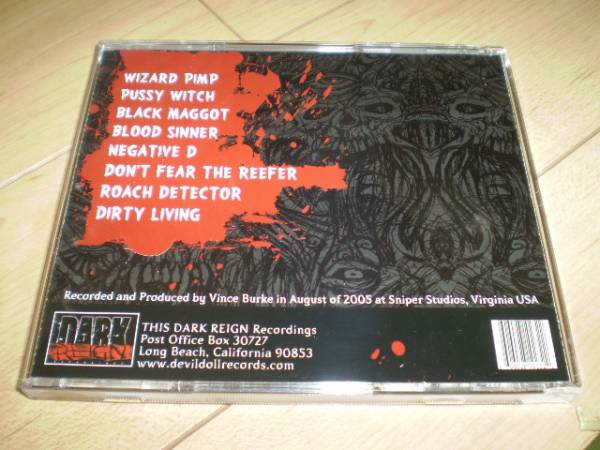 WIZARD PIMP
PUSSY WITCH
BLACK MAGGOT
BLOOD SINNER
NEGATIVE D
DON'T FEAR THE REEFER
ROACH DETECTOR
DIRTY LIVING
Recorded and Produced by Vince Burke in August of 2005 at Sniper Studios, Virginia USA
DARK
REIGN
THIS DARK REIGN Recordings
Post Office Box 30727
Long Beach, California 90853
www.devildollrecords.com